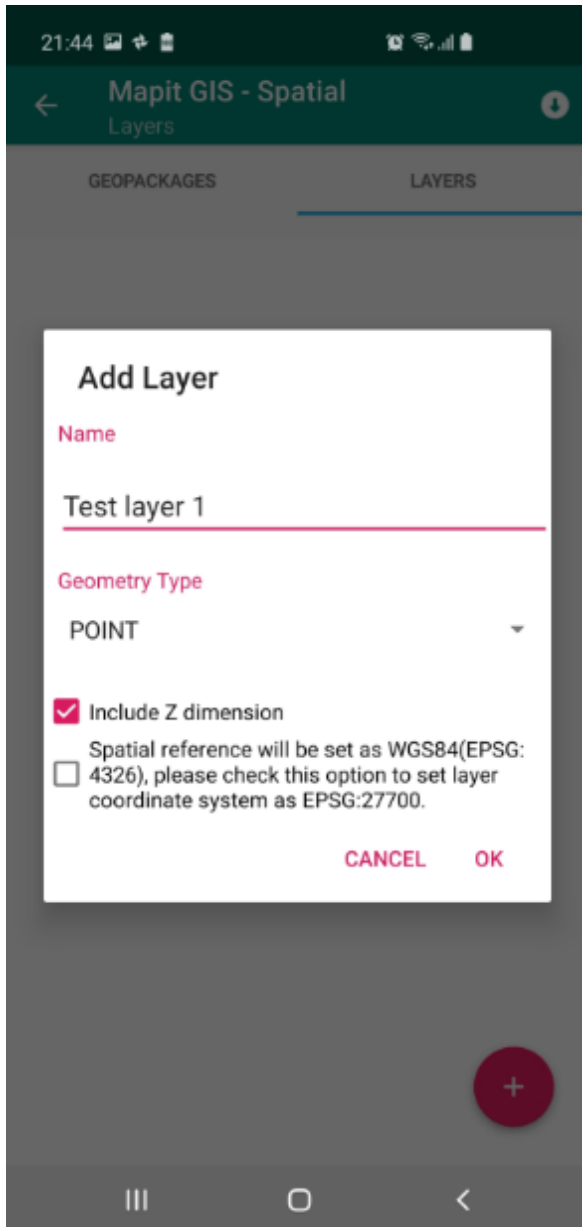 21:44
Mapit GIS - Spatial
Layers
GEOPACKAGES LAYERS
Add Layer
Name
Test layer 1
Geometry Type
POINT
Include Z dimension
Spatial reference will be set as WGS84(EPSG:
4326), please check this option to set layer
coordinate system as EPSG:27700.
CANCEL OK